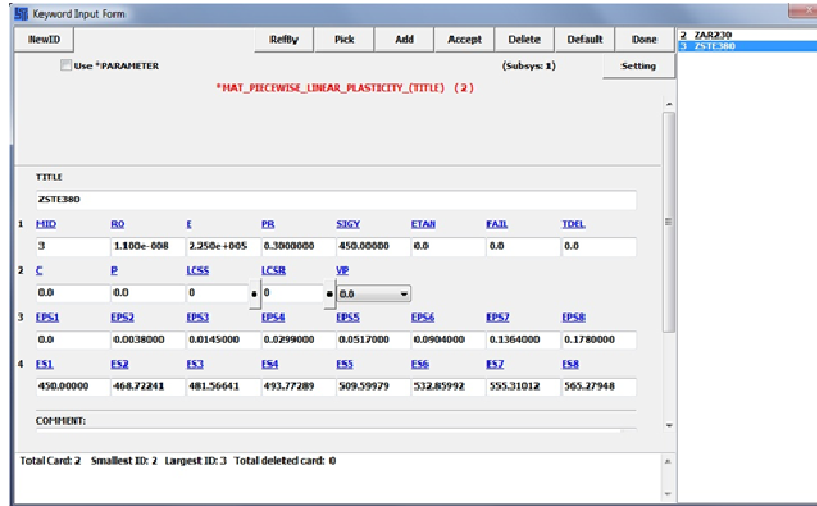 Keyword Input Form
NewID RefBy Pick Add Accept Delete Default Done
2 ZAR230
3 ZSTE380
Use *PARAMETER (Subsys: 1) Setting
*MAT_PIECEWISE_LINEAR_PLASTICITY_(TITLE) (2)
TITLE
ZSTE380
1 MID RO E PR SIGY ETAN FAIL TDEL
3 1.100e-008 2.250e+005 0.3000000 450.00000 0.0 0.0 0.0
2 C P LCSS LCSR VP
0.0 0.0 0 0 0.0
3 EPS1 EPS2 EPS3 EPS4 EPS5 EPS6 EPS7 EPS8
0.0 0.0038000 0.0145000 0.0299000 0.0517000 0.0904000 0.1364000 0.1780000
4 ES1 ES2 ES3 ES4 ES5 ES6 ES7 ES8
450.00000 468.72241 481.56641 493.77289 509.59979 532.85992 555.31012 565.27948
COMMENT:
Total Card: 2 Smallest ID: 2 Largest ID: 3 Total deleted card: 0